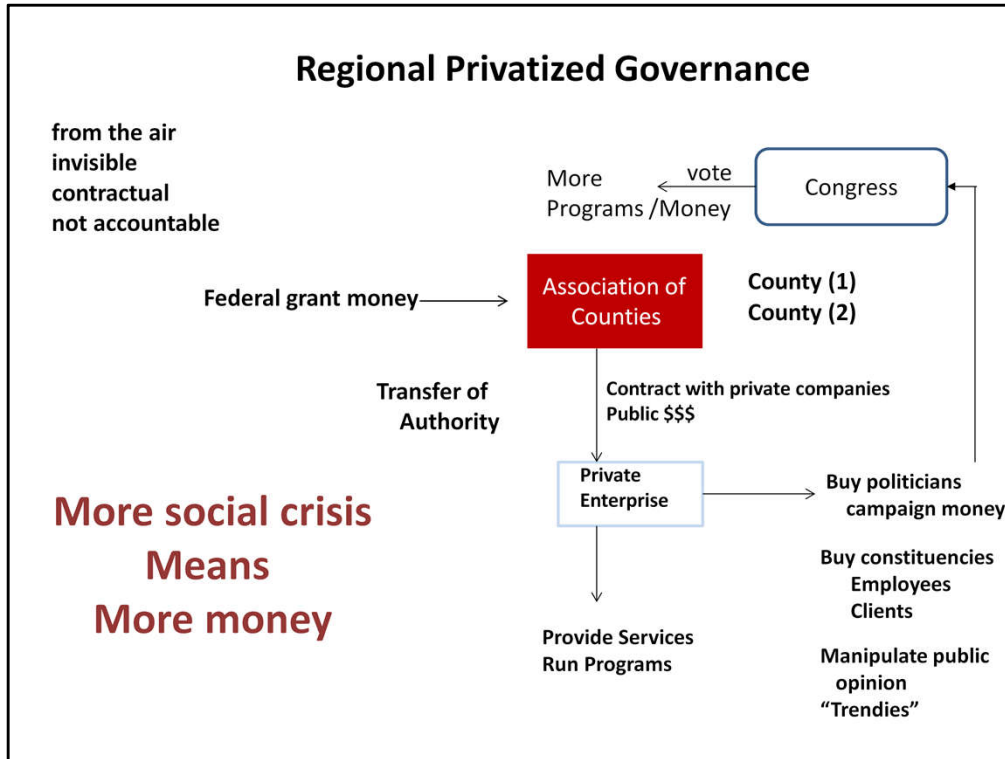 Regional Privatized Governance
from the air
invisible
contractual
not accountable
More
Programs /Money
vote
Congress
Federal grant money
Association of
Counties
County (1)
County (2)
Transfer of
Authority
Contract with private companies
Public $$$
Private
Enterprise
Buy politicians
campaign money
Buy constituencies
Employees
Clients
Manipulate public
opinion
“Trendies”
More social crisis
Means
More money
Provide Services
Run Programs